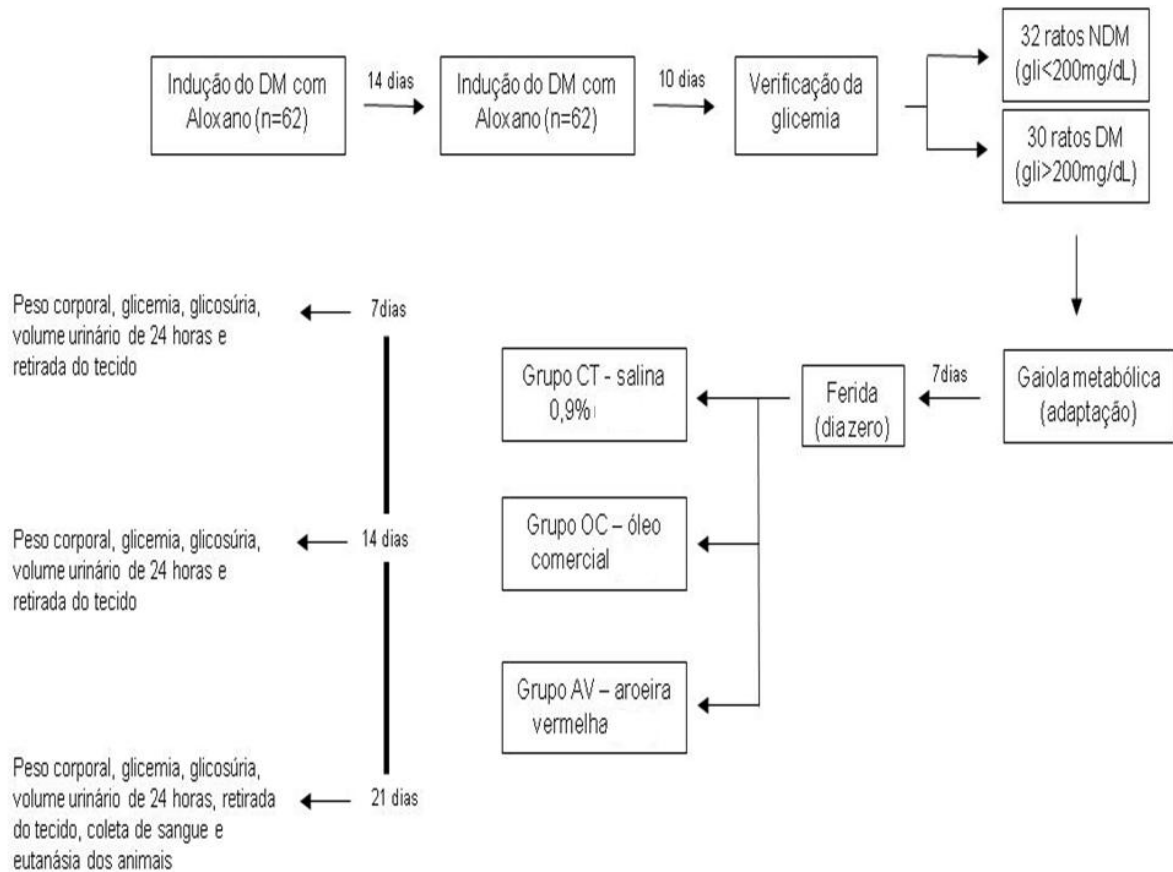 Indução do DM com
Aloxano (n=62)
14 dias
Indução do DM com
Aloxano (n=62)
10 dias
Verificação da
glicemia
32 ratos NDM
(gli<200mg/dL)
30 ratos DM
(gli>200mg/dL)
Gaiola metabólica
(adaptação)
7dias
Ferida
(dia zero)
Grupo CT - salina
0,9%
Grupo OC – óleo
comercial
Grupo AV – aroeira
vermelha
7dias
Peso corporal, glicemia, glicosúria,
volume urinário de 24 horas e
retirada do tecido
14 dias
Peso corporal, glicemia, glicosúria,
volume urinário de 24 horas e
retirada do tecido
21 dias
Peso corporal, glicemia, glicosúria,
volume urinário de 24 horas, retirada
do tecido, coleta de sangue e
eutanásia dos animais